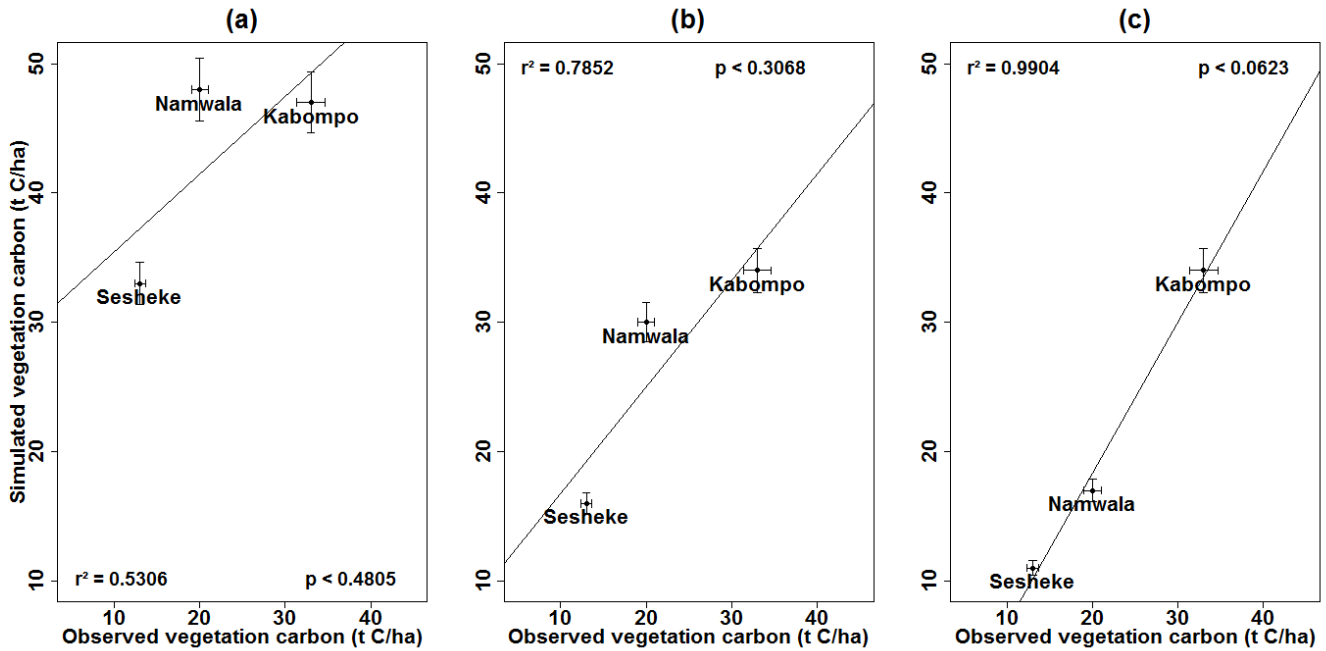 (a)
(b)
(c)
Simulated vegetation carbon (t C/ha)
50
40
30
20
10
Namwala
Kabompo
Sesheke
r² = 0.5306
p < 0.4805
10
20
30
40
Observed vegetation carbon (t C/ha)
50
40
30
20
10
r² = 0.7852
p < 0.3068
Kabompo
Namwala
Sesheke
10
20
30
40
Observed vegetation carbon (t C/ha)
50
40
30
20
10
r² = 0.9904
p < 0.0623
Kabompo
Namwala
Sesheke
10
20
30
40
Observed vegetation carbon (t C/ha)